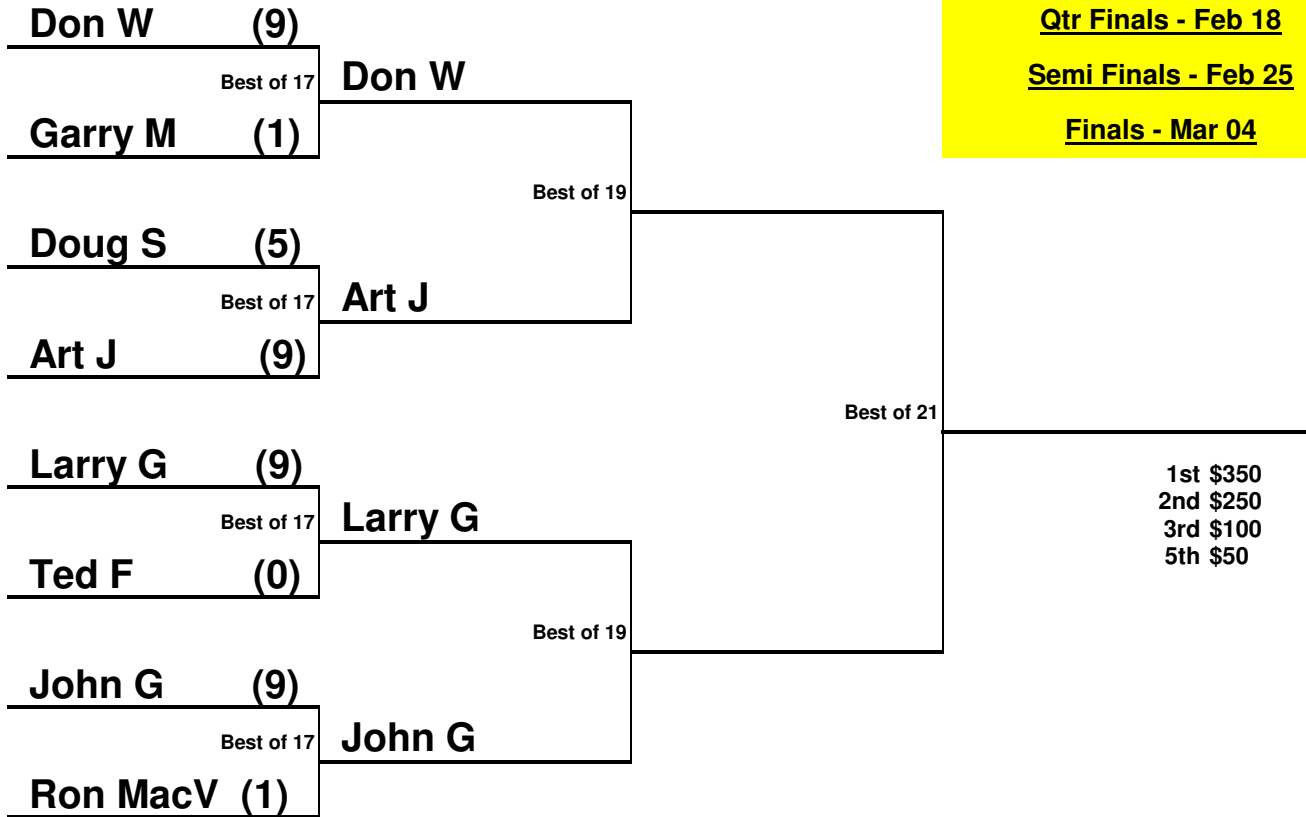 Don W (9)
Qtr Finals - Feb 18
Best of 17
Don W
Semi Finals - Feb 25
Garry M (1)
Finals - Mar 04
Best of 19
Doug S (5)
Best of 17
Art J
Art J (9)
Best of 21
Larry G (9)
1st $350
2nd $250
3rd $100
5th $50
Best of 17
Larry G
Ted F (0)
Best of 19
John G (9)
Best of 17
John G
Ron MacV (1)